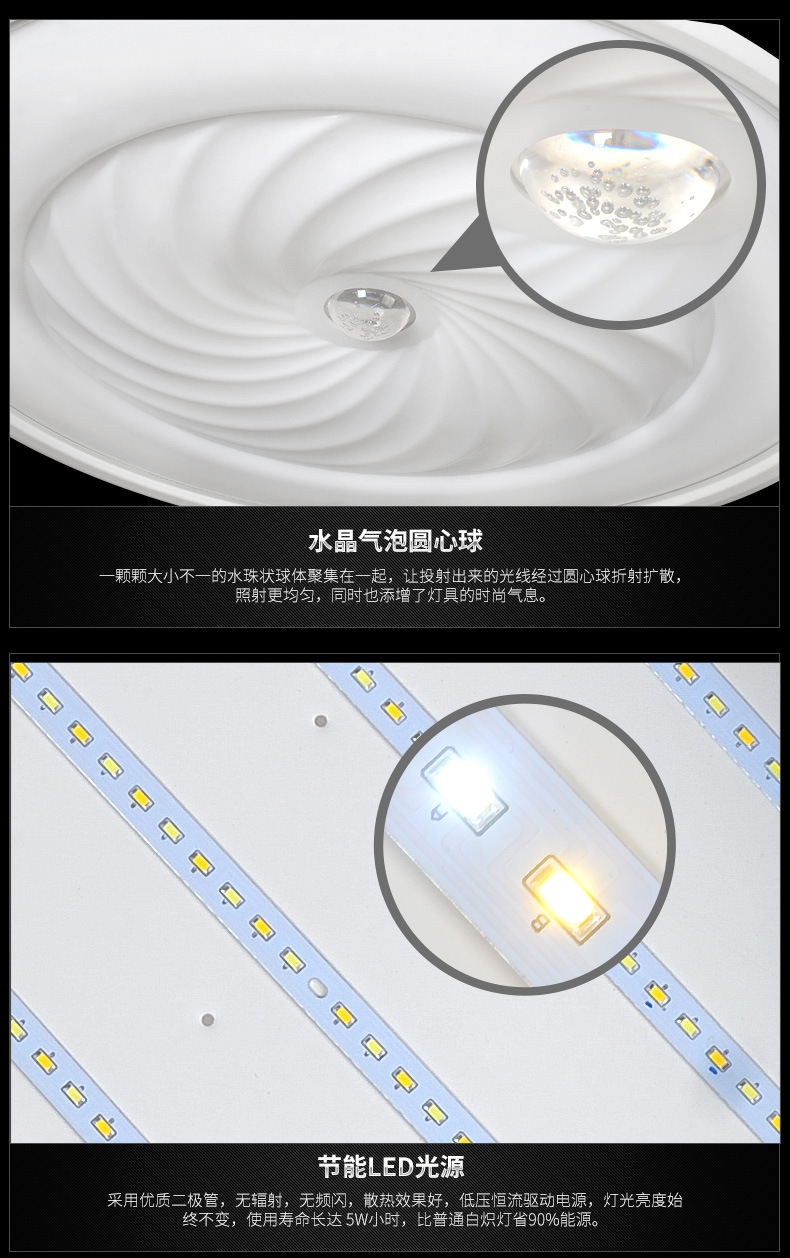 水晶气泡圆心球
一颗颗大小不一的水珠状球体聚集在一起，让投射出来的光线经过圆心球折射扩散，
照射更均匀，同时也添增了灯具的时尚气息。
A
B
节能LED光源
采用优质二极管，无辐射，无频闪，散热效果好，低压恒流驱动电源，灯光亮度始
终不变，使用寿命长达 5W小时，比普通白炽灯省90%能源。